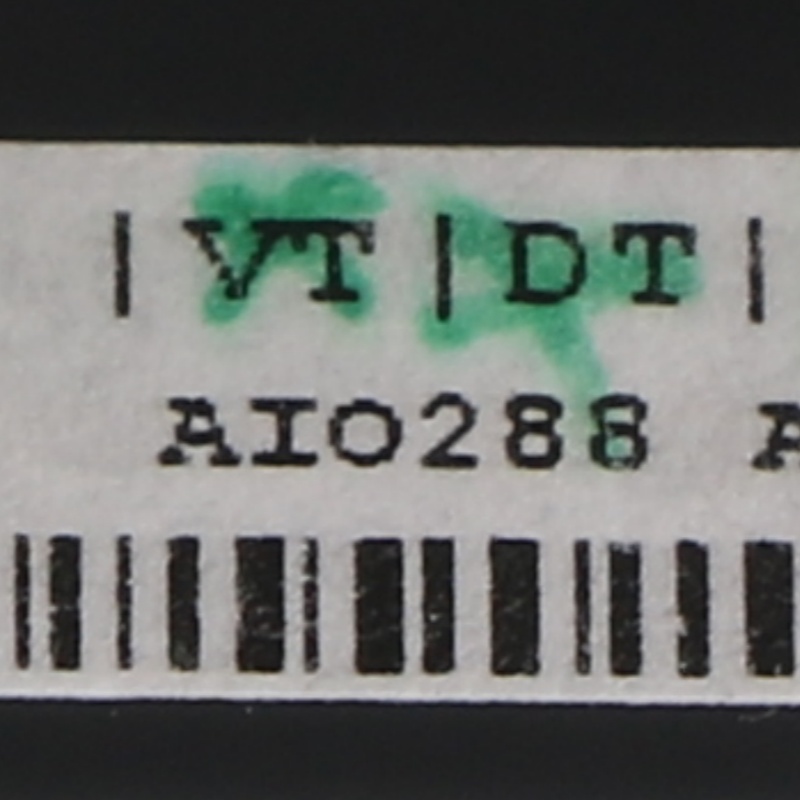 | VT | DT |
AIO288 A